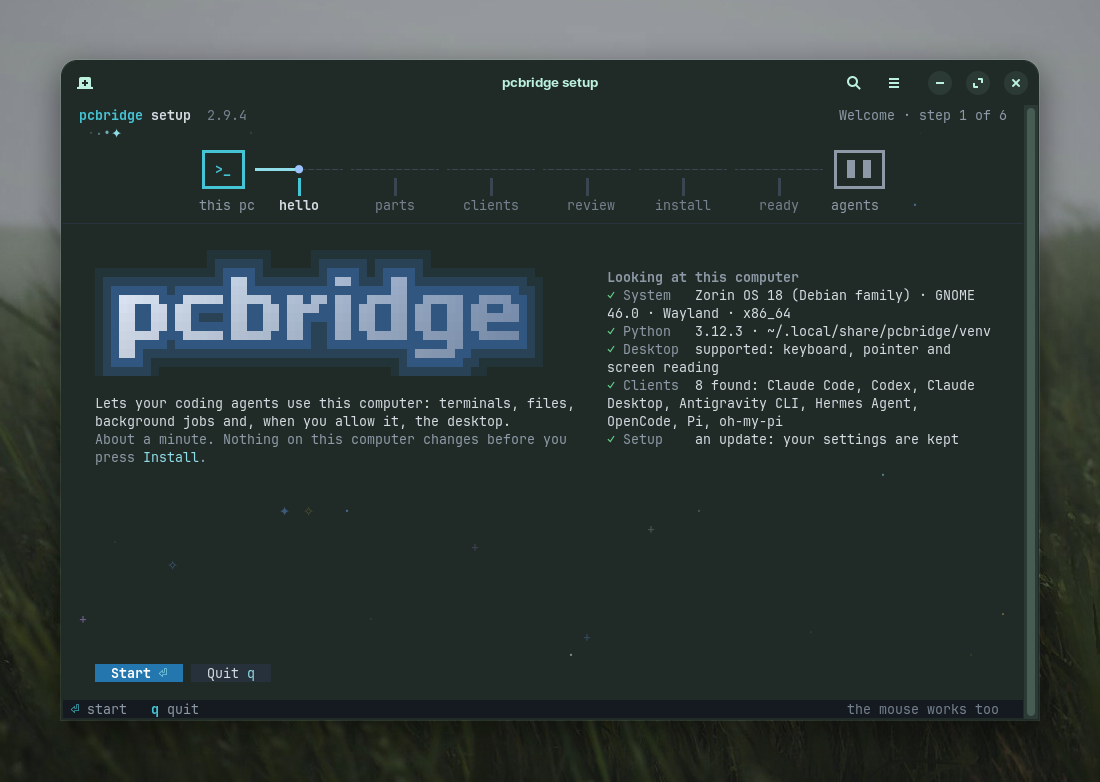 pcbridge setup
pcbridge setup 2.9.4
Welcome · step 1 of 6
>_
this pc hello parts clients review install ready agents
pcbridge
Lets your coding agents use this computer: terminals, files,
background jobs and, when you allow it, the desktop.
About a minute. Nothing on this computer changes before you
press Install.
Looking at this computer
✓ System Zorin OS 18 (Debian family) · GNOME
46.0 · Wayland · x86_64
✓ Python 3.12.3 · ~/.local/share/pcbridge/venv
✓ Desktop supported: keyboard, pointer and
screen reading
✓ Clients 8 found: Claude Code, Codex, Claude
Desktop, Antigravity CLI, Hermes Agent,
OpenCode, Pi, oh-my-pi
✓ Setup an update: your settings are kept
Start ⏎ Quit q
⏎ start q quit
the mouse works too